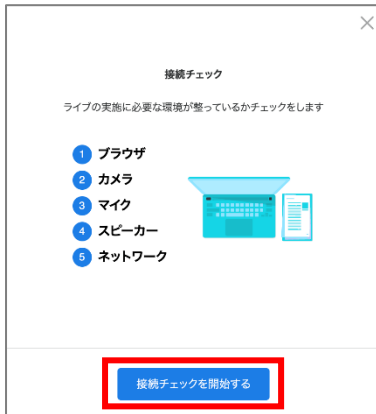 接続チェック
ライブの実施に必要な環境が整っているかチェックをします
1 ブラウザ
2 カメラ
3 マイク
4 スピーカー
5 ネットワーク
接続チェックを開始する